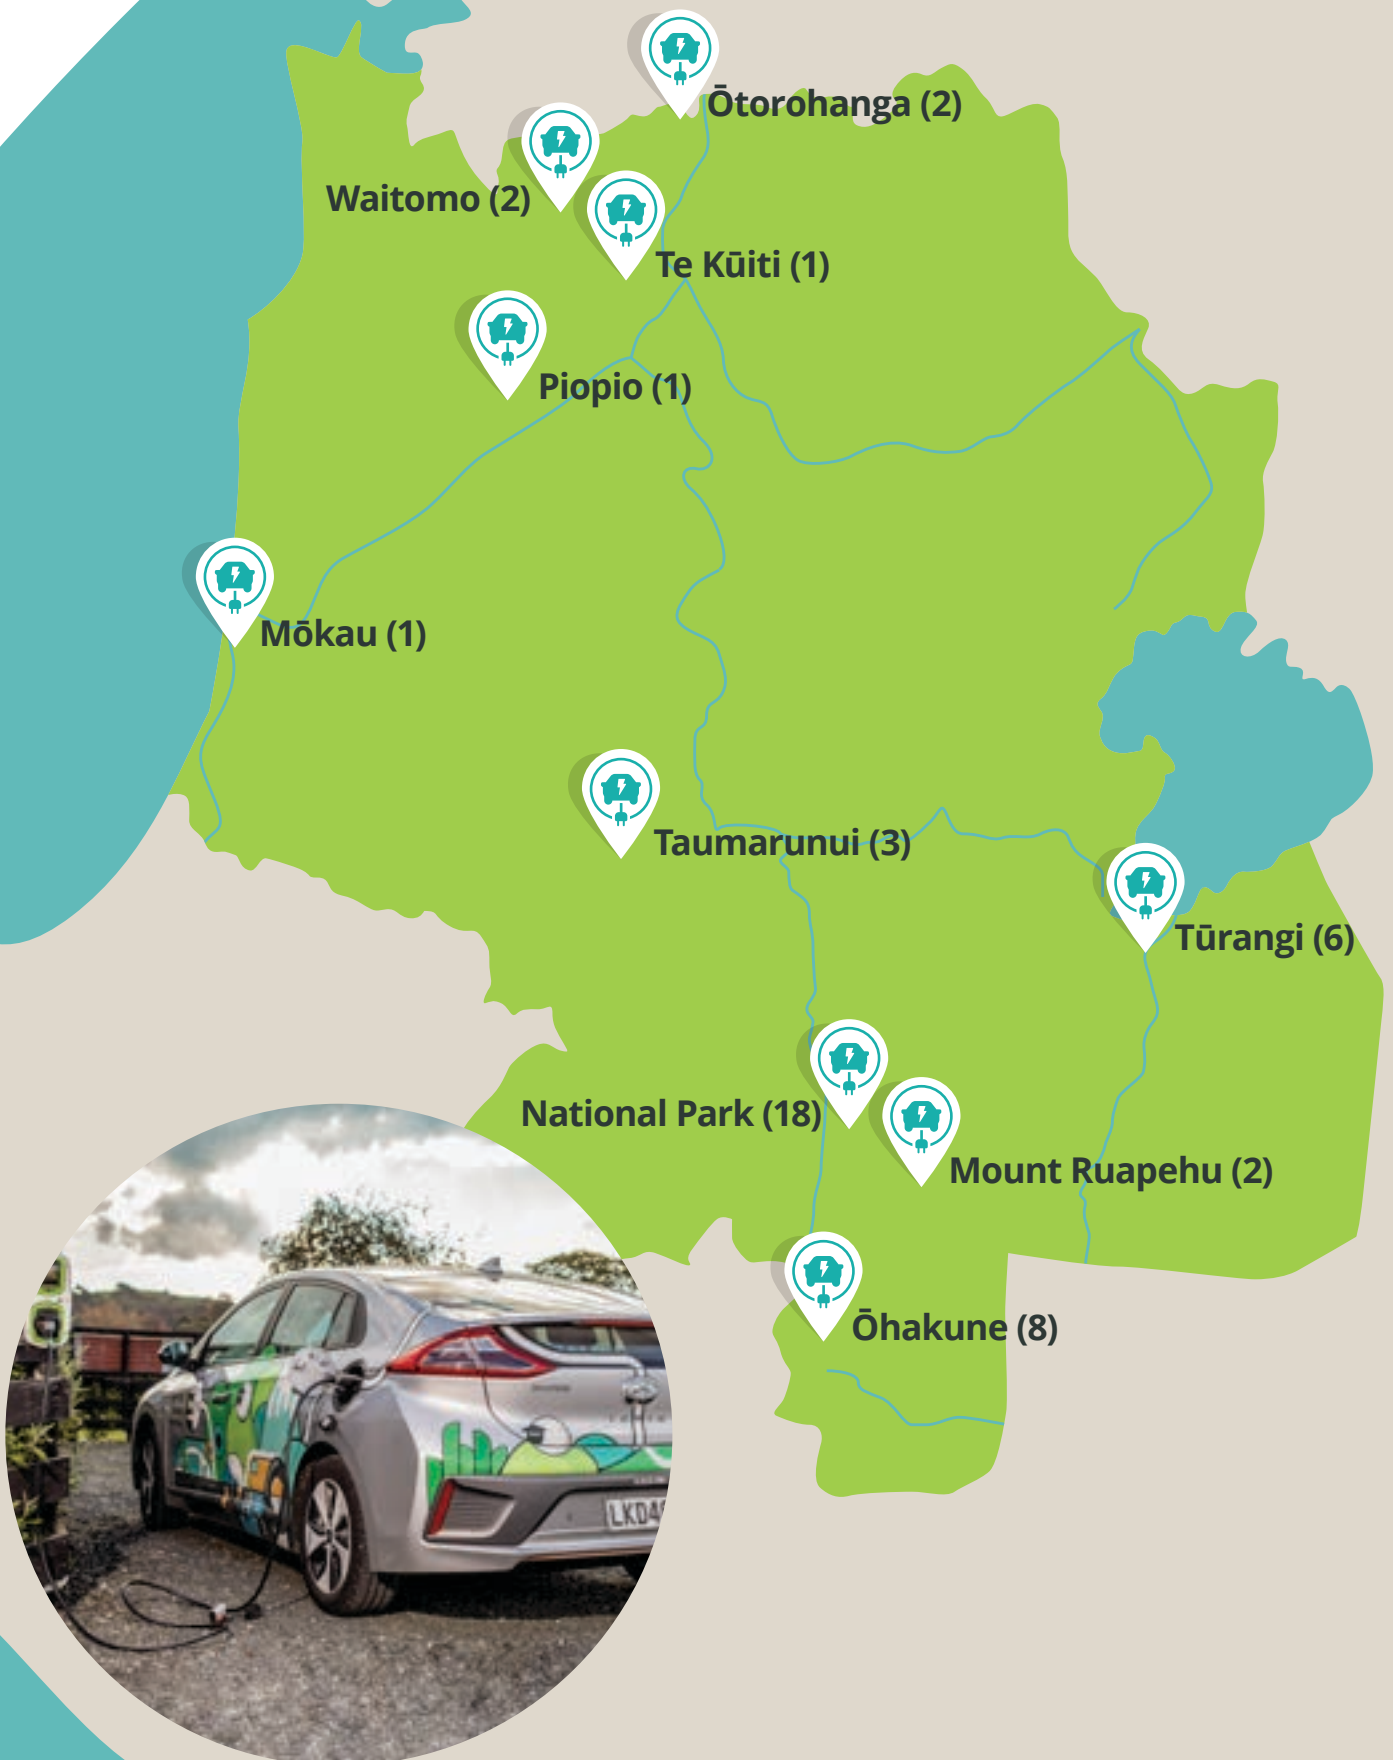 Ōtorohanga (2)
Waitomo (2)
Te Kūiti (1)
Piopio (1)
Mōkau (1)
Taumarunui (3)
Tūrangi (6)
National Park (18)
Mount Ruapehu (2)
Ōhakune (8)